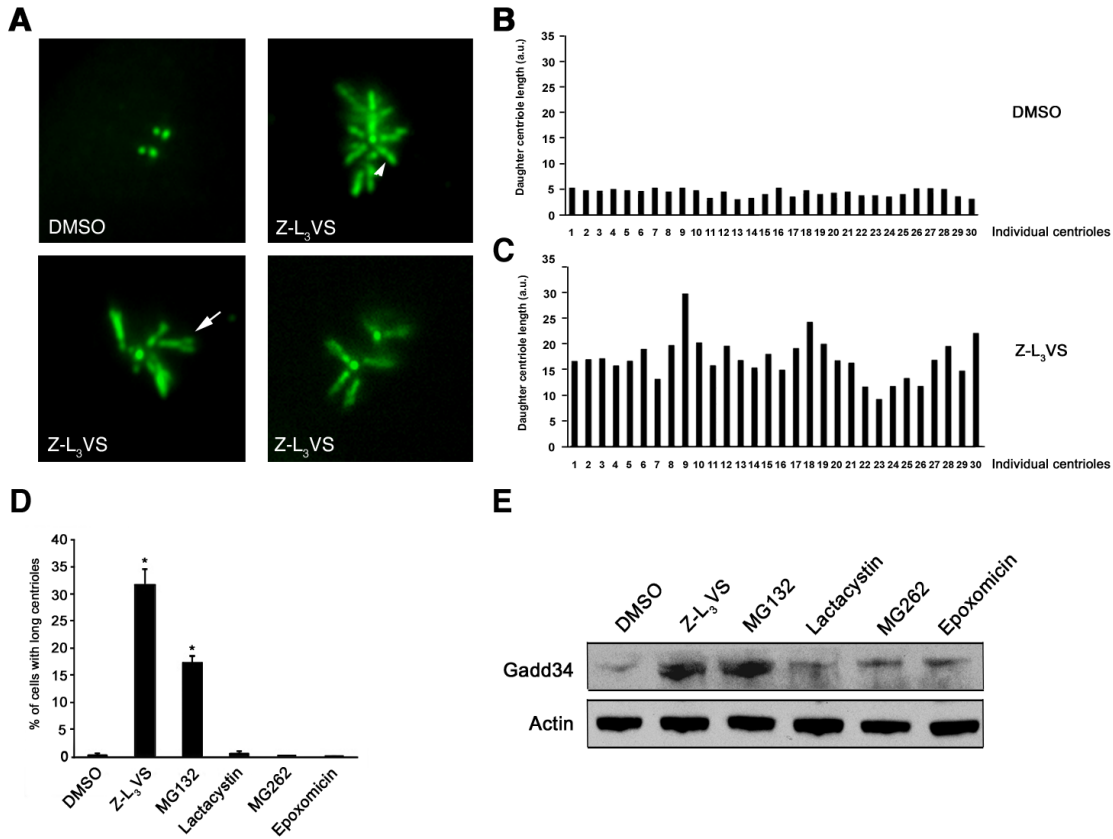 A
DMSO
Z-L3VS
Z-L3VS
Z-L3VS
B
Daughter centriole length (a.u.)
35
30
25
20
15
10
5
0
1 2 3 4 5 6 7 8 9 10 11 12 13 14 15 16 17 18 19 20 21 22 23 24 25 26 27 28 29 30
Individual centrioles
DMSO
C
Daughter centriole length (a.u.)
35
30
25
20
15
10
5
0
1 2 3 4 5 6 7 8 9 10 11 12 13 14 15 16 17 18 19 20 21 22 23 24 25 26 27 28 29 30
Individual centrioles
Z-L3VS
D
% of cells with long centrioles
40
35
30
25
20
15
10
5
0
*
*
DMSO
Z-L3VS
MG132
Lactacystin
MG262
Epoxomicin
E
DMSO
Z-L3VS
MG132
Lactacystin
MG262
Epoxomicin
Gadd34
Actin